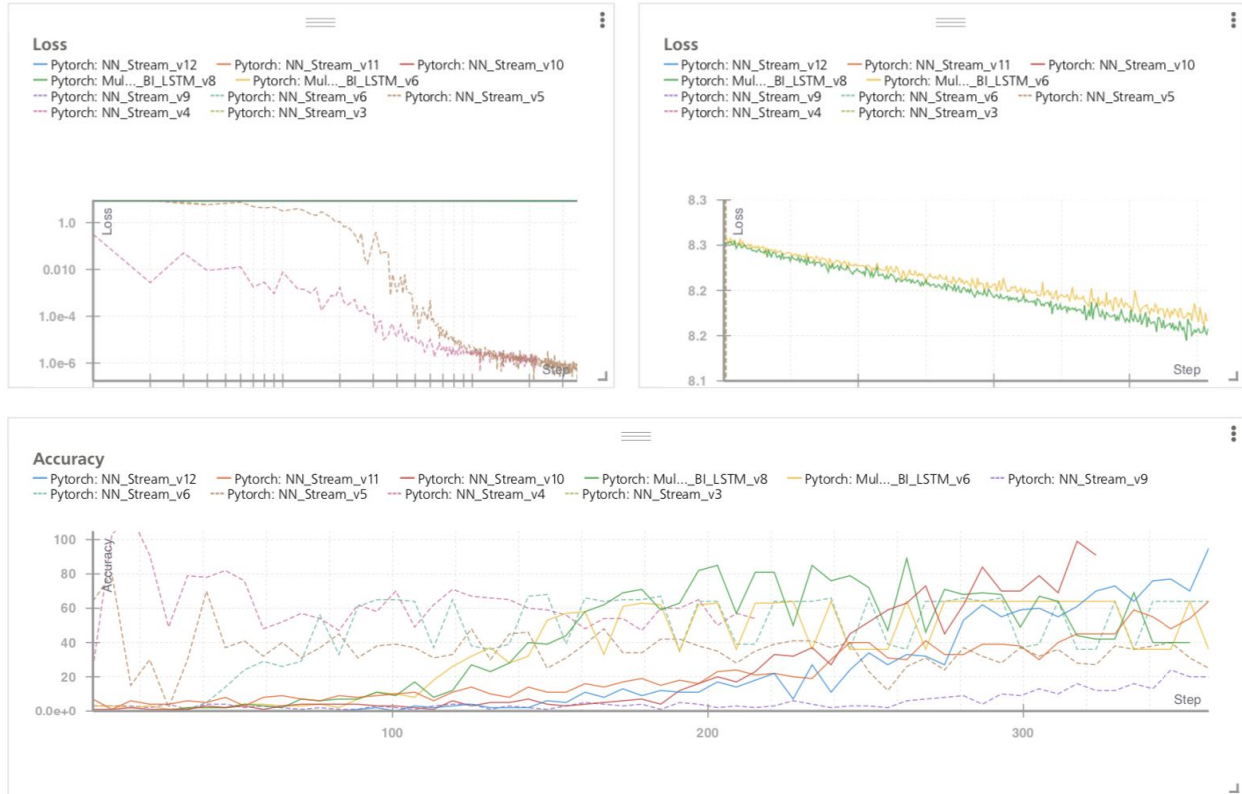 Loss
Pytorch: NN_Stream_v12 Pytorch: NN_Stream_v11 Pytorch: NN_Stream_v10
Pytorch: Mul..._BI_LSTM_v8 Pytorch: Mul..._BI_LSTM_v6
Pytorch: NN_Stream_v9 Pytorch: NN_Stream_v6 Pytorch: NN_Stream_v5
Pytorch: NN_Stream_v4 Pytorch: NN_Stream_v3
Loss
1.0
0.010
1.0e-4
1.0e-6
Step
Loss
Pytorch: NN_Stream_v12 Pytorch: NN_Stream_v11 Pytorch: NN_Stream_v10
Pytorch: Mul..._BI_LSTM_v8 Pytorch: Mul..._BI_LSTM_v6
Pytorch: NN_Stream_v9 Pytorch: NN_Stream_v6 Pytorch: NN_Stream_v5
Pytorch: NN_Stream_v4 Pytorch: NN_Stream_v3
Loss
8.3
8.3
8.2
8.2
8.1
Step
Accuracy
Pytorch: NN_Stream_v12 Pytorch: NN_Stream_v11 Pytorch: NN_Stream_v10 Pytorch: Mul..._BI_LSTM_v8 Pytorch: Mul..._BI_LSTM_v6 Pytorch: NN_Stream_v9
Pytorch: NN_Stream_v6 Pytorch: NN_Stream_v5 Pytorch: NN_Stream_v4 Pytorch: NN_Stream_v3
Accuracy
100
80
60
40
20
0.0e+0
Step
100 200 300